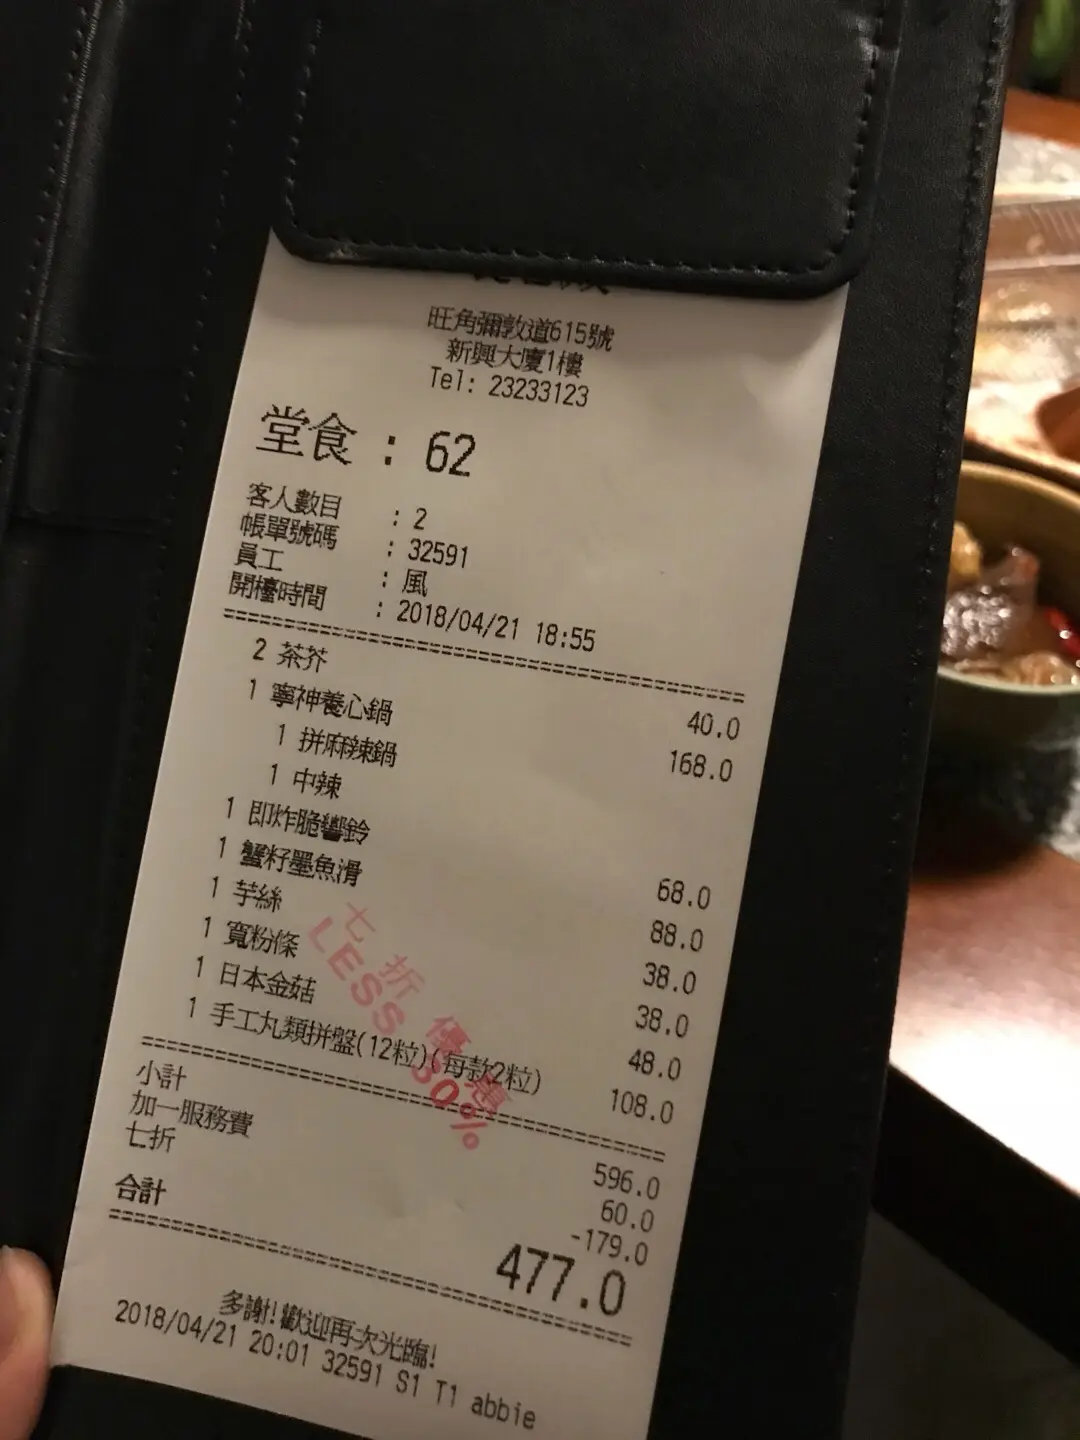 旺角彌敦道615號
新興大廈1樓
Tel: 23233123
堂食 : 62
客人數目 : 2
帳單號碼 : 32591
員工 : 風
開檯時間 : 2018/04/21 18:55
2 茶芥 40.0
1 寧神養心鍋 168.0
1 拼麻辣鍋
1 中辣
1 即炸脆響鈴 68.0
1 蟹籽墨魚滑 88.0
1 芋絲 38.0
1 寬粉條 38.0
1 日本金菇 48.0
1 手工丸類拼盤(12粒)(每款2粒) 108.0
七折優惠
LESS 30%
小計 596.0
加一服務費 60.0
七折 -179.0
合計 477.0
多謝!歡迎再次光臨!
2018/04/21 20:01 32591 S1 T1 abbie